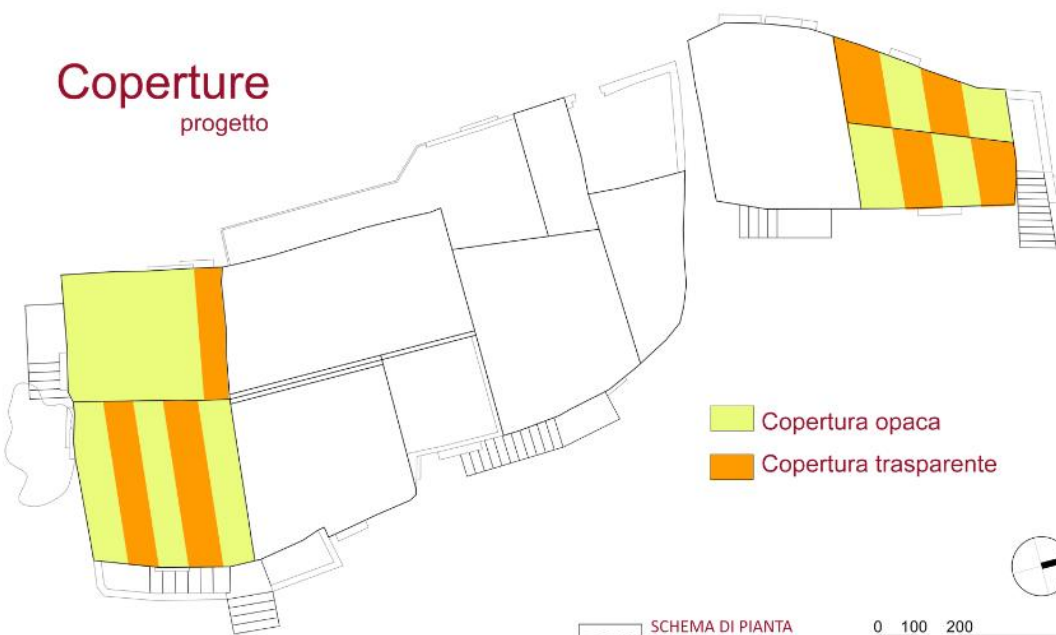 Coperture
progetto
Copertura opaca
Copertura trasparente
SCHEMA DI PIANTA
0 100 200